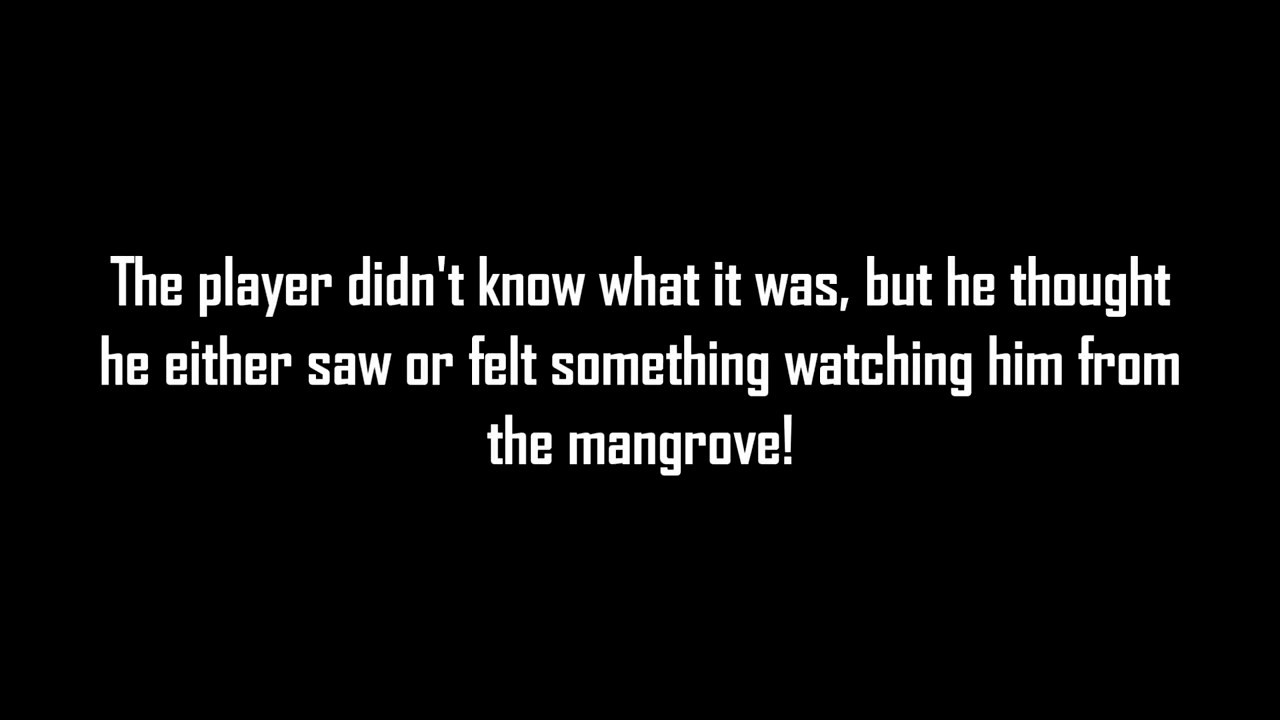 The player didn't know what it was, but he thought
he either saw or felt something watching him from
the mangrove!